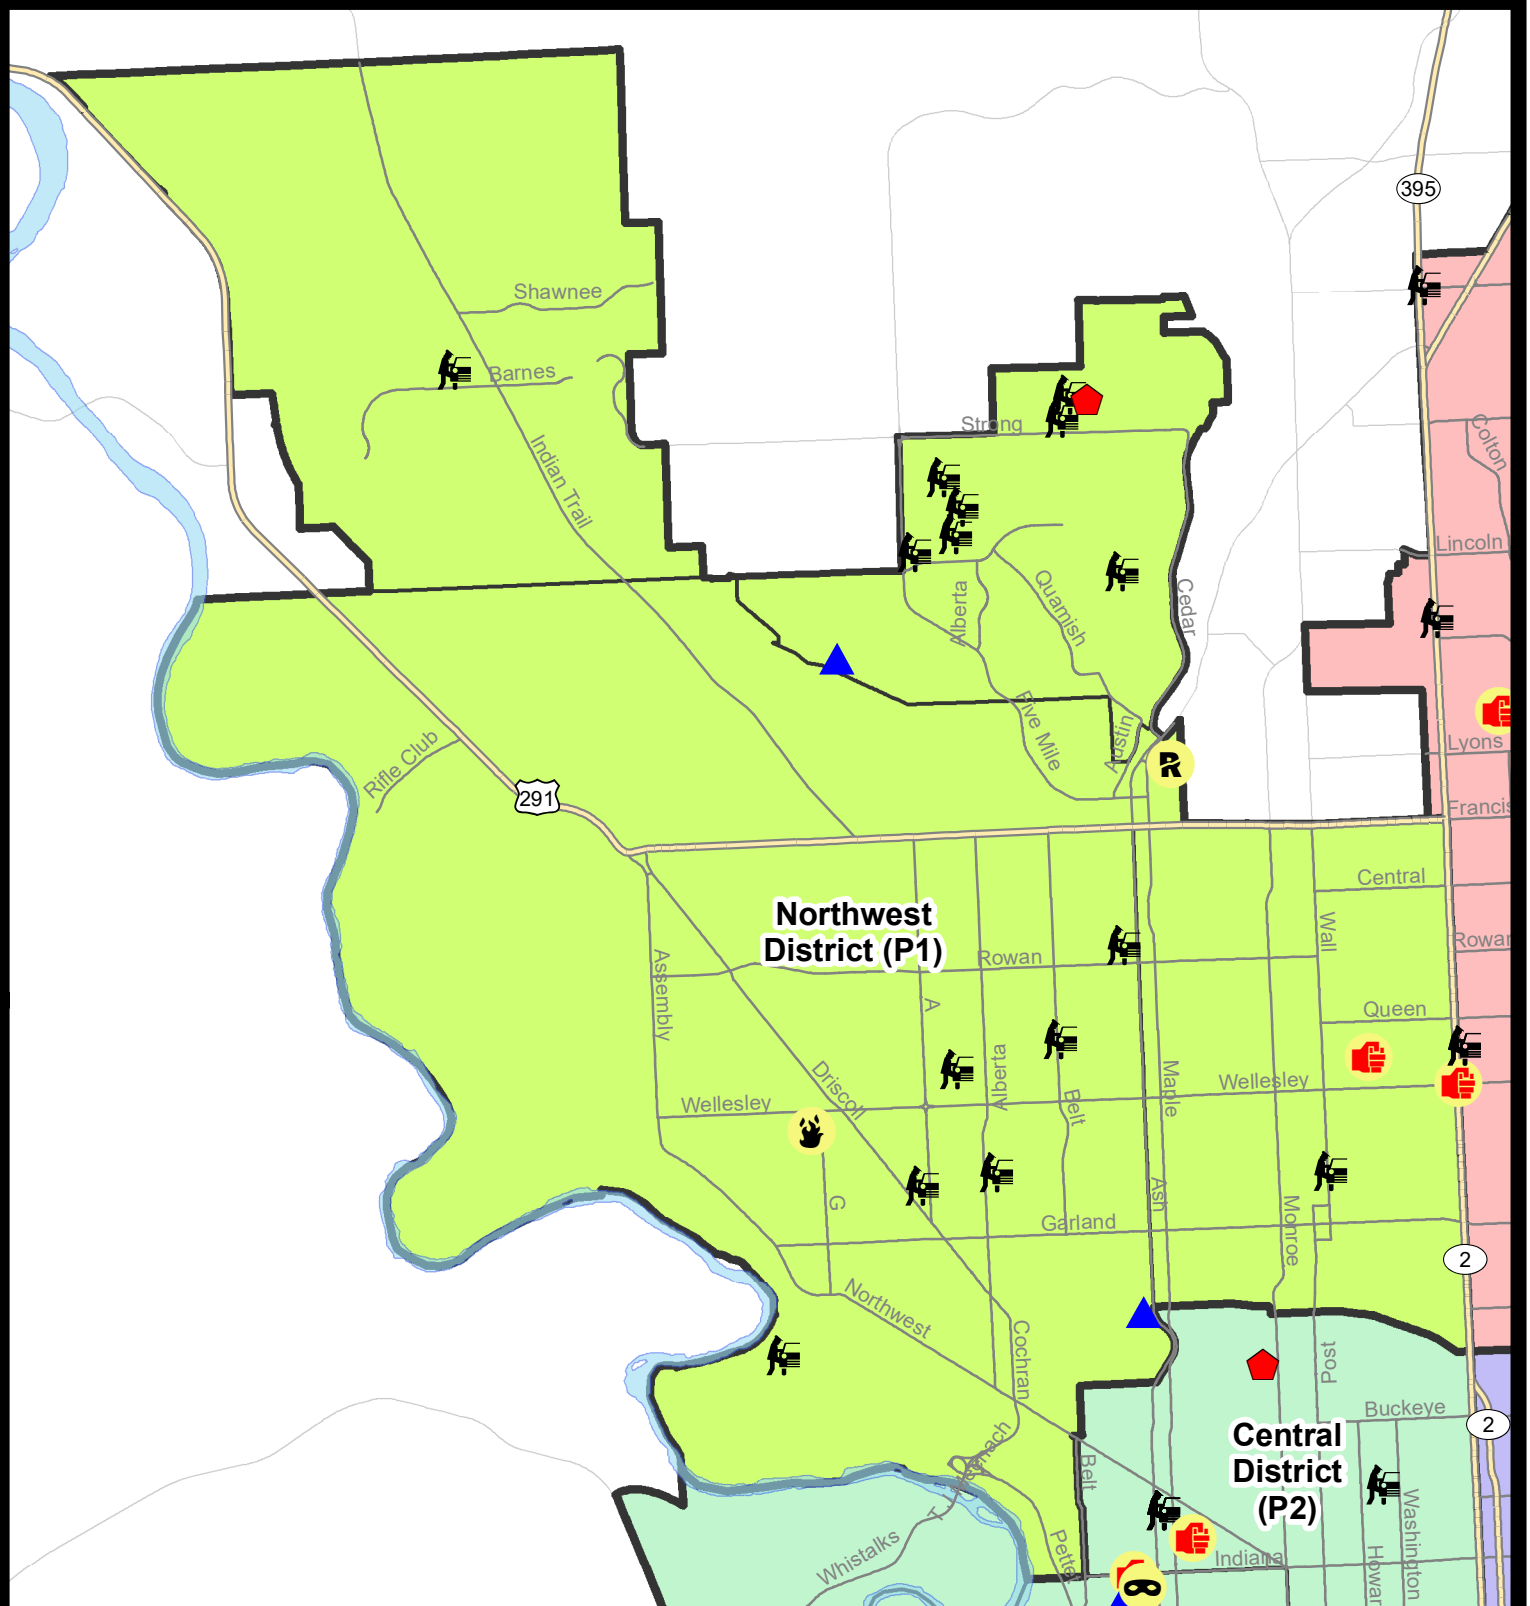 395
Shawnee
Barnes
Strong
Colton
Indian Trail
Lincoln
Alberta
Quamish
Cedar
Five Mile
Austin
Lyons
Rifle Club
R
291
Francis
Central
Northwest
District (P1)
Wall
Rowan
Rowan
Assembly
A
Queen
Driscoll
Alberta
Belt
Maple
Wellesley
Wellesley
G
Ash
Garland
Monroe
2
Northwest
Cochran
Post
Buckeye
2
Central
District
(P2)
Belt
Washington
Whistalks
Pettet
Indiana
Howar